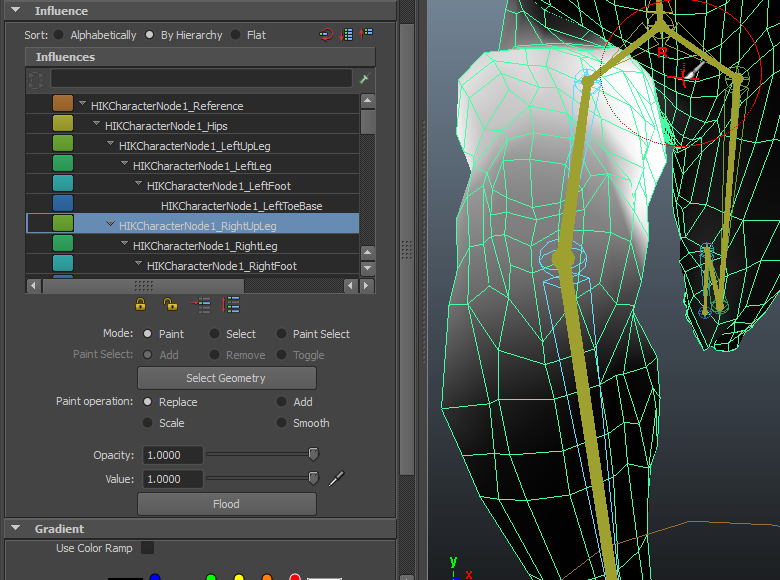 Influence
Sort: Alphabetically By Hierarchy Flat
Influences
HIKCharacterNode1_Reference
HIKCharacterNode1_Hips
HIKCharacterNode1_LeftUpLeg
HIKCharacterNode1_LeftLeg
HIKCharacterNode1_LeftFoot
HIKCharacterNode1_LeftToeBase
HIKCharacterNode1_RightUpLeg
HIKCharacterNode1_RightLeg
HIKCharacterNode1_RightFoot
Mode: Paint Select Paint Select
Paint Select: Add Remove Toggle
Select Geometry
Paint operation: Replace Add
Scale Smooth
Opacity: 1.0000
Value: 1.0000
Flood
Gradient
Use Color Ramp
R
y
x